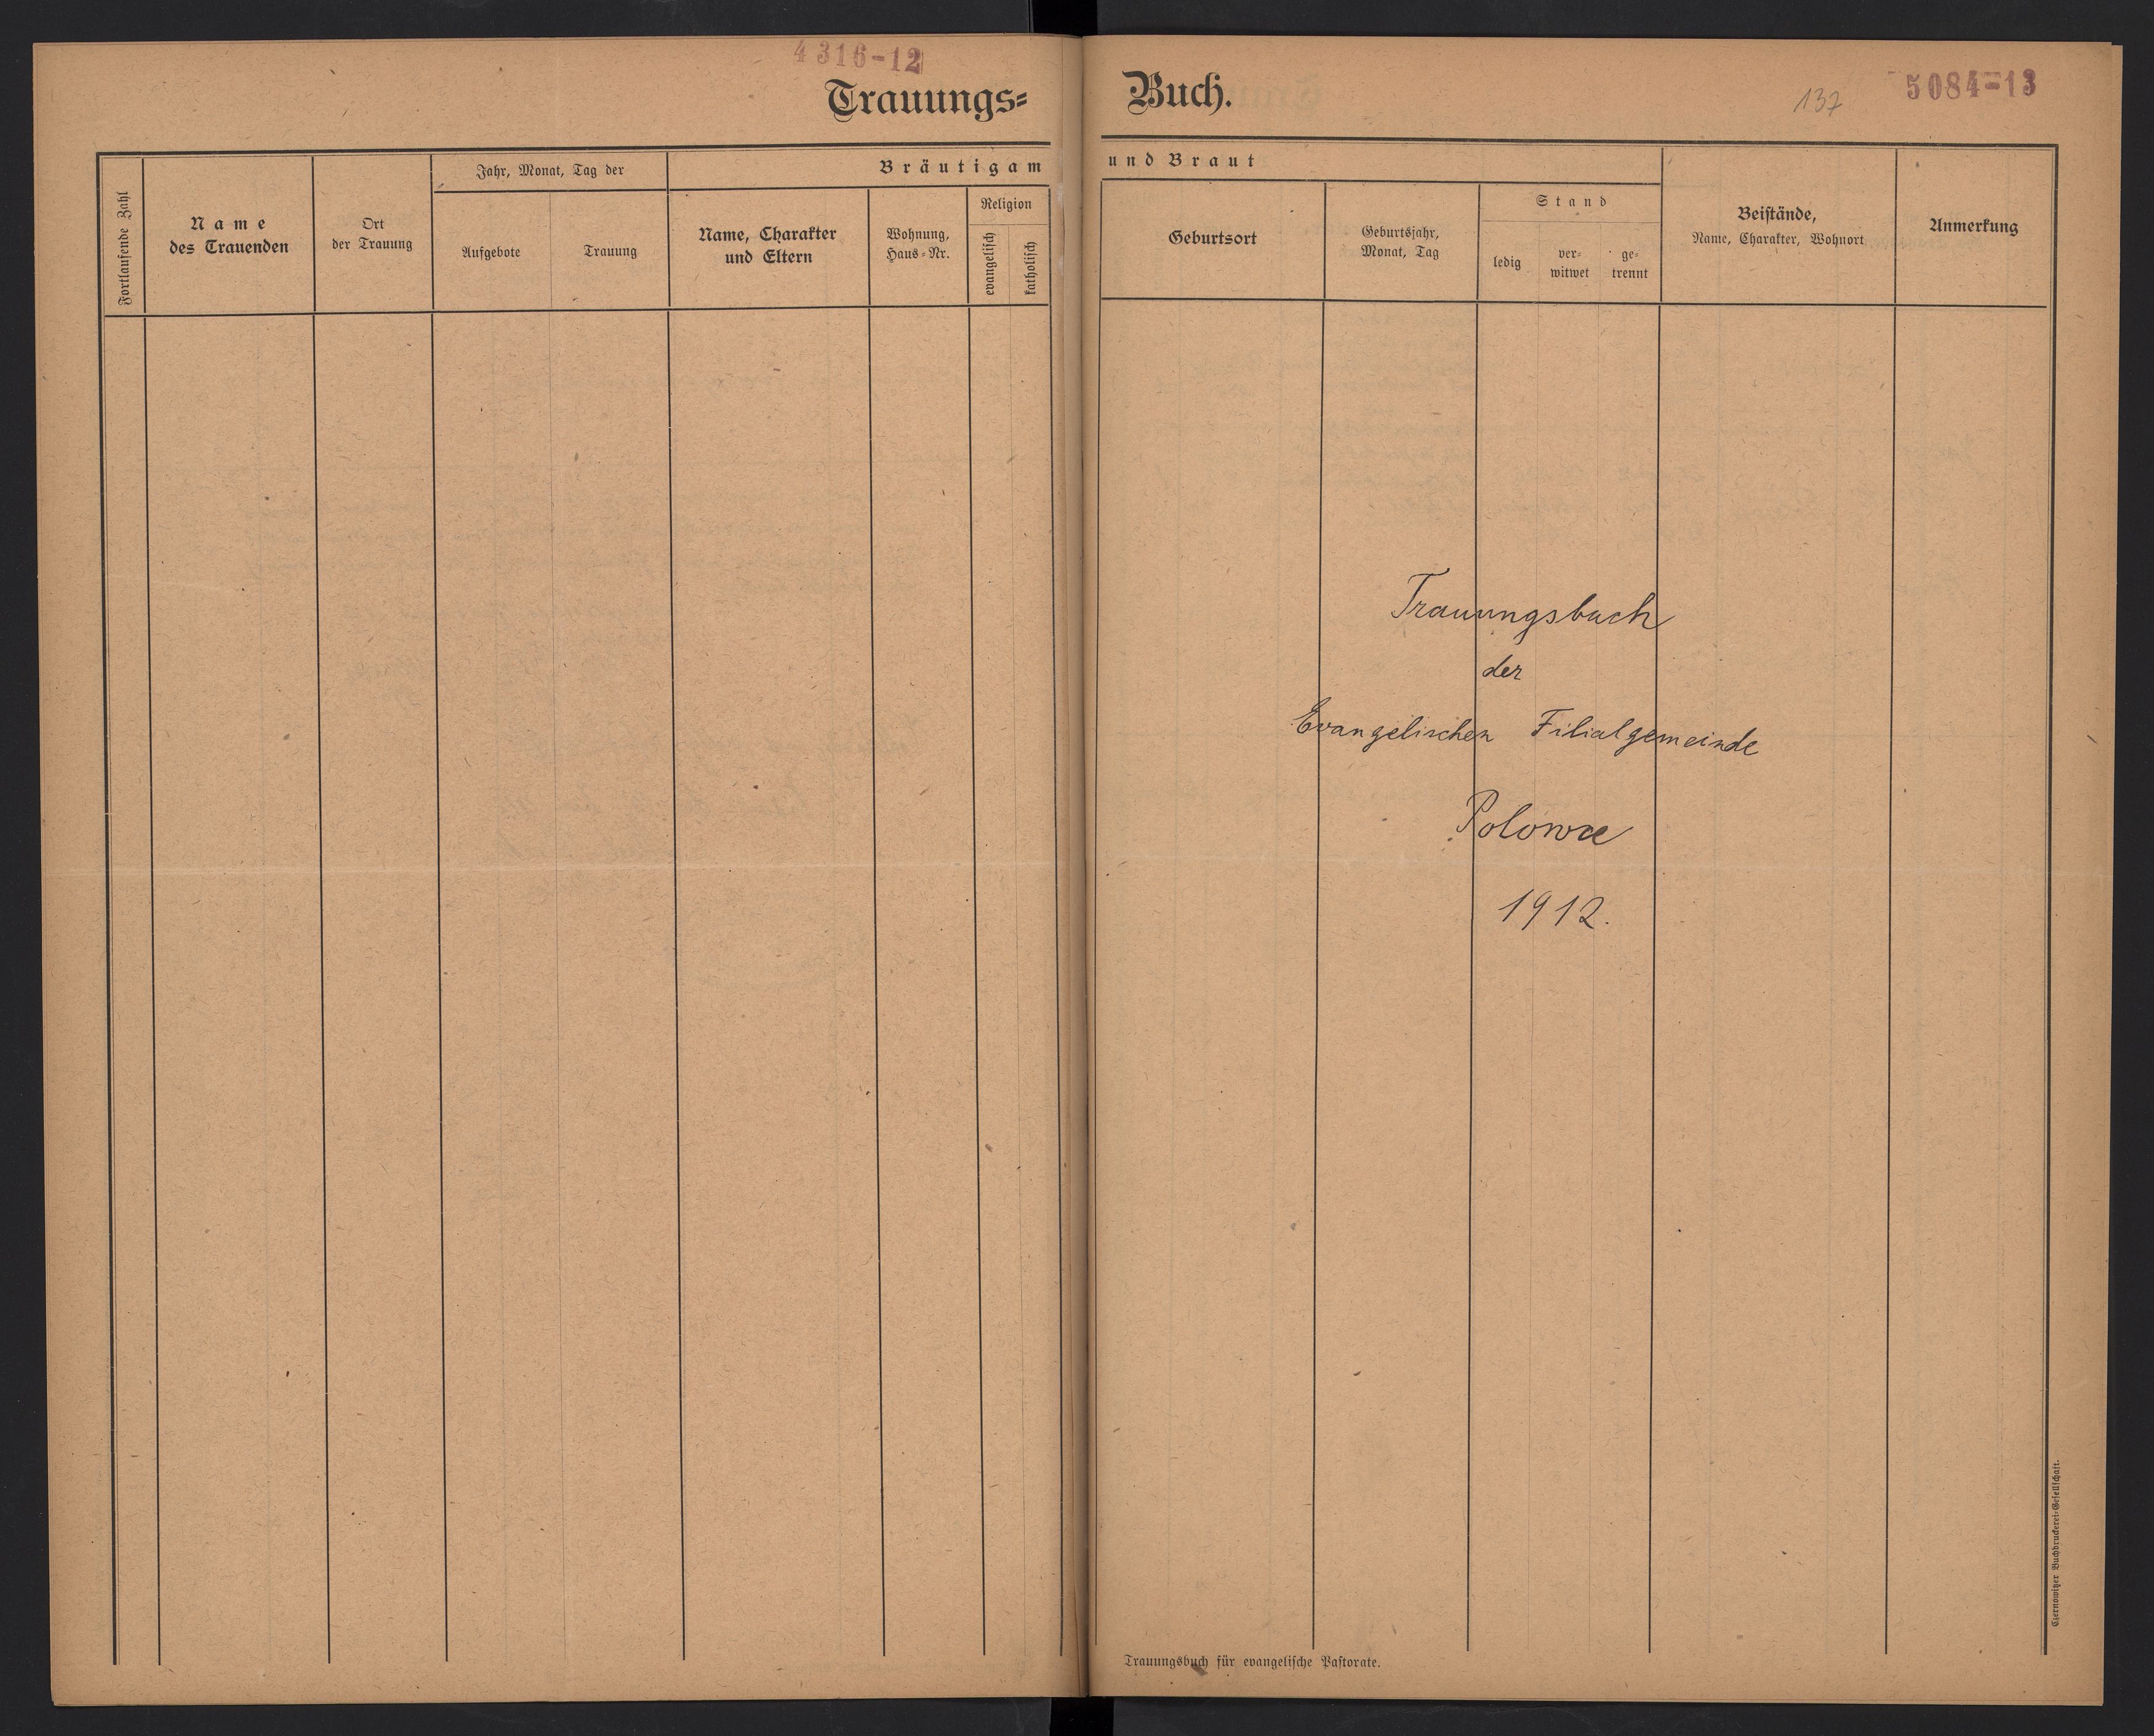 4316-12
Trauungs=
Fortlaufende Zahl
Name
des Trauenden
Ort
der Trauung
Jahr, Monat, Tag der
Aufgebote
Trauung
Bräutigam
Name, Charakter
und Eltern
Wohnung,
Haus=Nr.
Religion
evangelisch
katholisch
Buch.
137
5084-13
und Braut
Geburtsort
Geburtsjahr,
Monat, Tag
Stand
ledig
ver=
witwet
ge=
trennt
Beistände,
Name, Charakter, Wohnort
Anmerkung
Trauungsbuch
der
Evangelischen Filialgemeinde
Polowce
1912.
Trauungsbuch für evangelische Pastorate.
Czernowitzer Buchdruckerei=Gesellschaft.